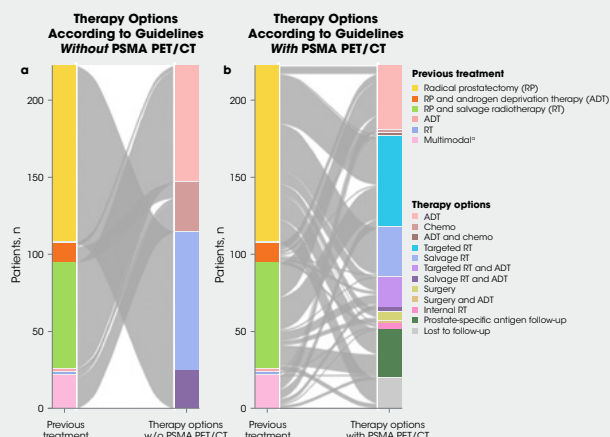 Therapy Options
According to Guidelines
Without PSMA PET/CT
Therapy Options
According to Guidelines
With PSMA PET/CT
a
b
Patients, n
200
150
100
50
0
Previous
treatment
Therapy options
w/o PSMA PET/CT
Patients, n
200
150
100
50
0
Previous
treatment
Therapy options
with PSMA PET/CT
Previous treatment
Radical prostatectomy (RP)
RP and androgen deprivation therapy (ADT)
RP and salvage radiotherapy (RT)
ADT
RT
Multimodalᵃ
Therapy options
ADT
Chemo
ADT and chemo
Targeted RT
Salvage RT
Targeted RT and ADT
Salvage RT and ADT
Surgery
Surgery and ADT
Internal RT
Prostate-specific antigen follow-up
Lost to follow-up